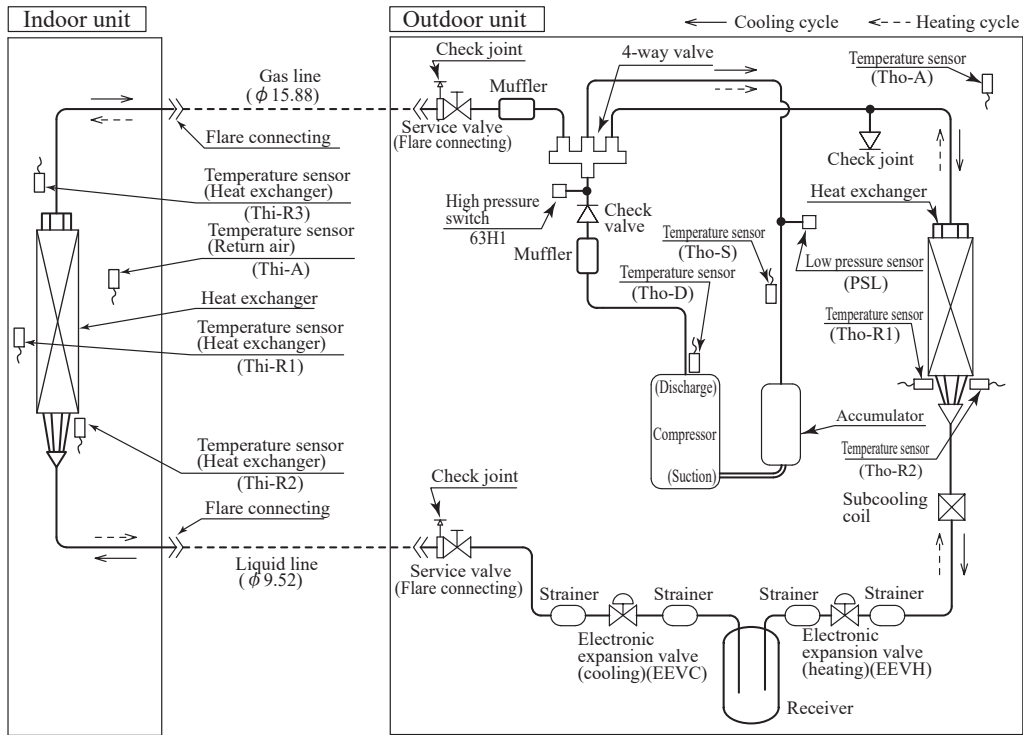 Indoor unit
Outdoor unit
Cooling cycle
Heating cycle
Check joint
4-way valve
Temperature sensor
(Tho-A)
Gas line
(ϕ 15.88)
Muffler
Service valve
(Flare connecting)
Flare connecting
Check joint
Temperature sensor
(Heat exchanger)
(Thi-R3)
Temperature sensor
(Return air)
(Thi-A)
High pressure
switch
63H1
Check
valve
Muffler
Heat exchanger
Temperature sensor
(Tho-S)
Low pressure sensor
(PSL)
Temperature sensor
(Tho-D)
Heat exchanger
Temperature sensor
(Heat exchanger)
(Thi-R1)
Temperature sensor
(Tho-R1)
(Discharge)
Compressor
(Suction)
Accumulator
Temperature sensor
(Tho-R2)
Temperature sensor
(Heat exchanger)
(Thi-R2)
Flare connecting
Check joint
Subcooling
coil
Liquid line
(ϕ 9.52)
Service valve
(Flare connecting)
Strainer
Strainer
Strainer
Strainer
Electronic
expansion valve
(cooling)(EEVC)
Electronic
expansion valve
(heating)(EEVH)
Receiver